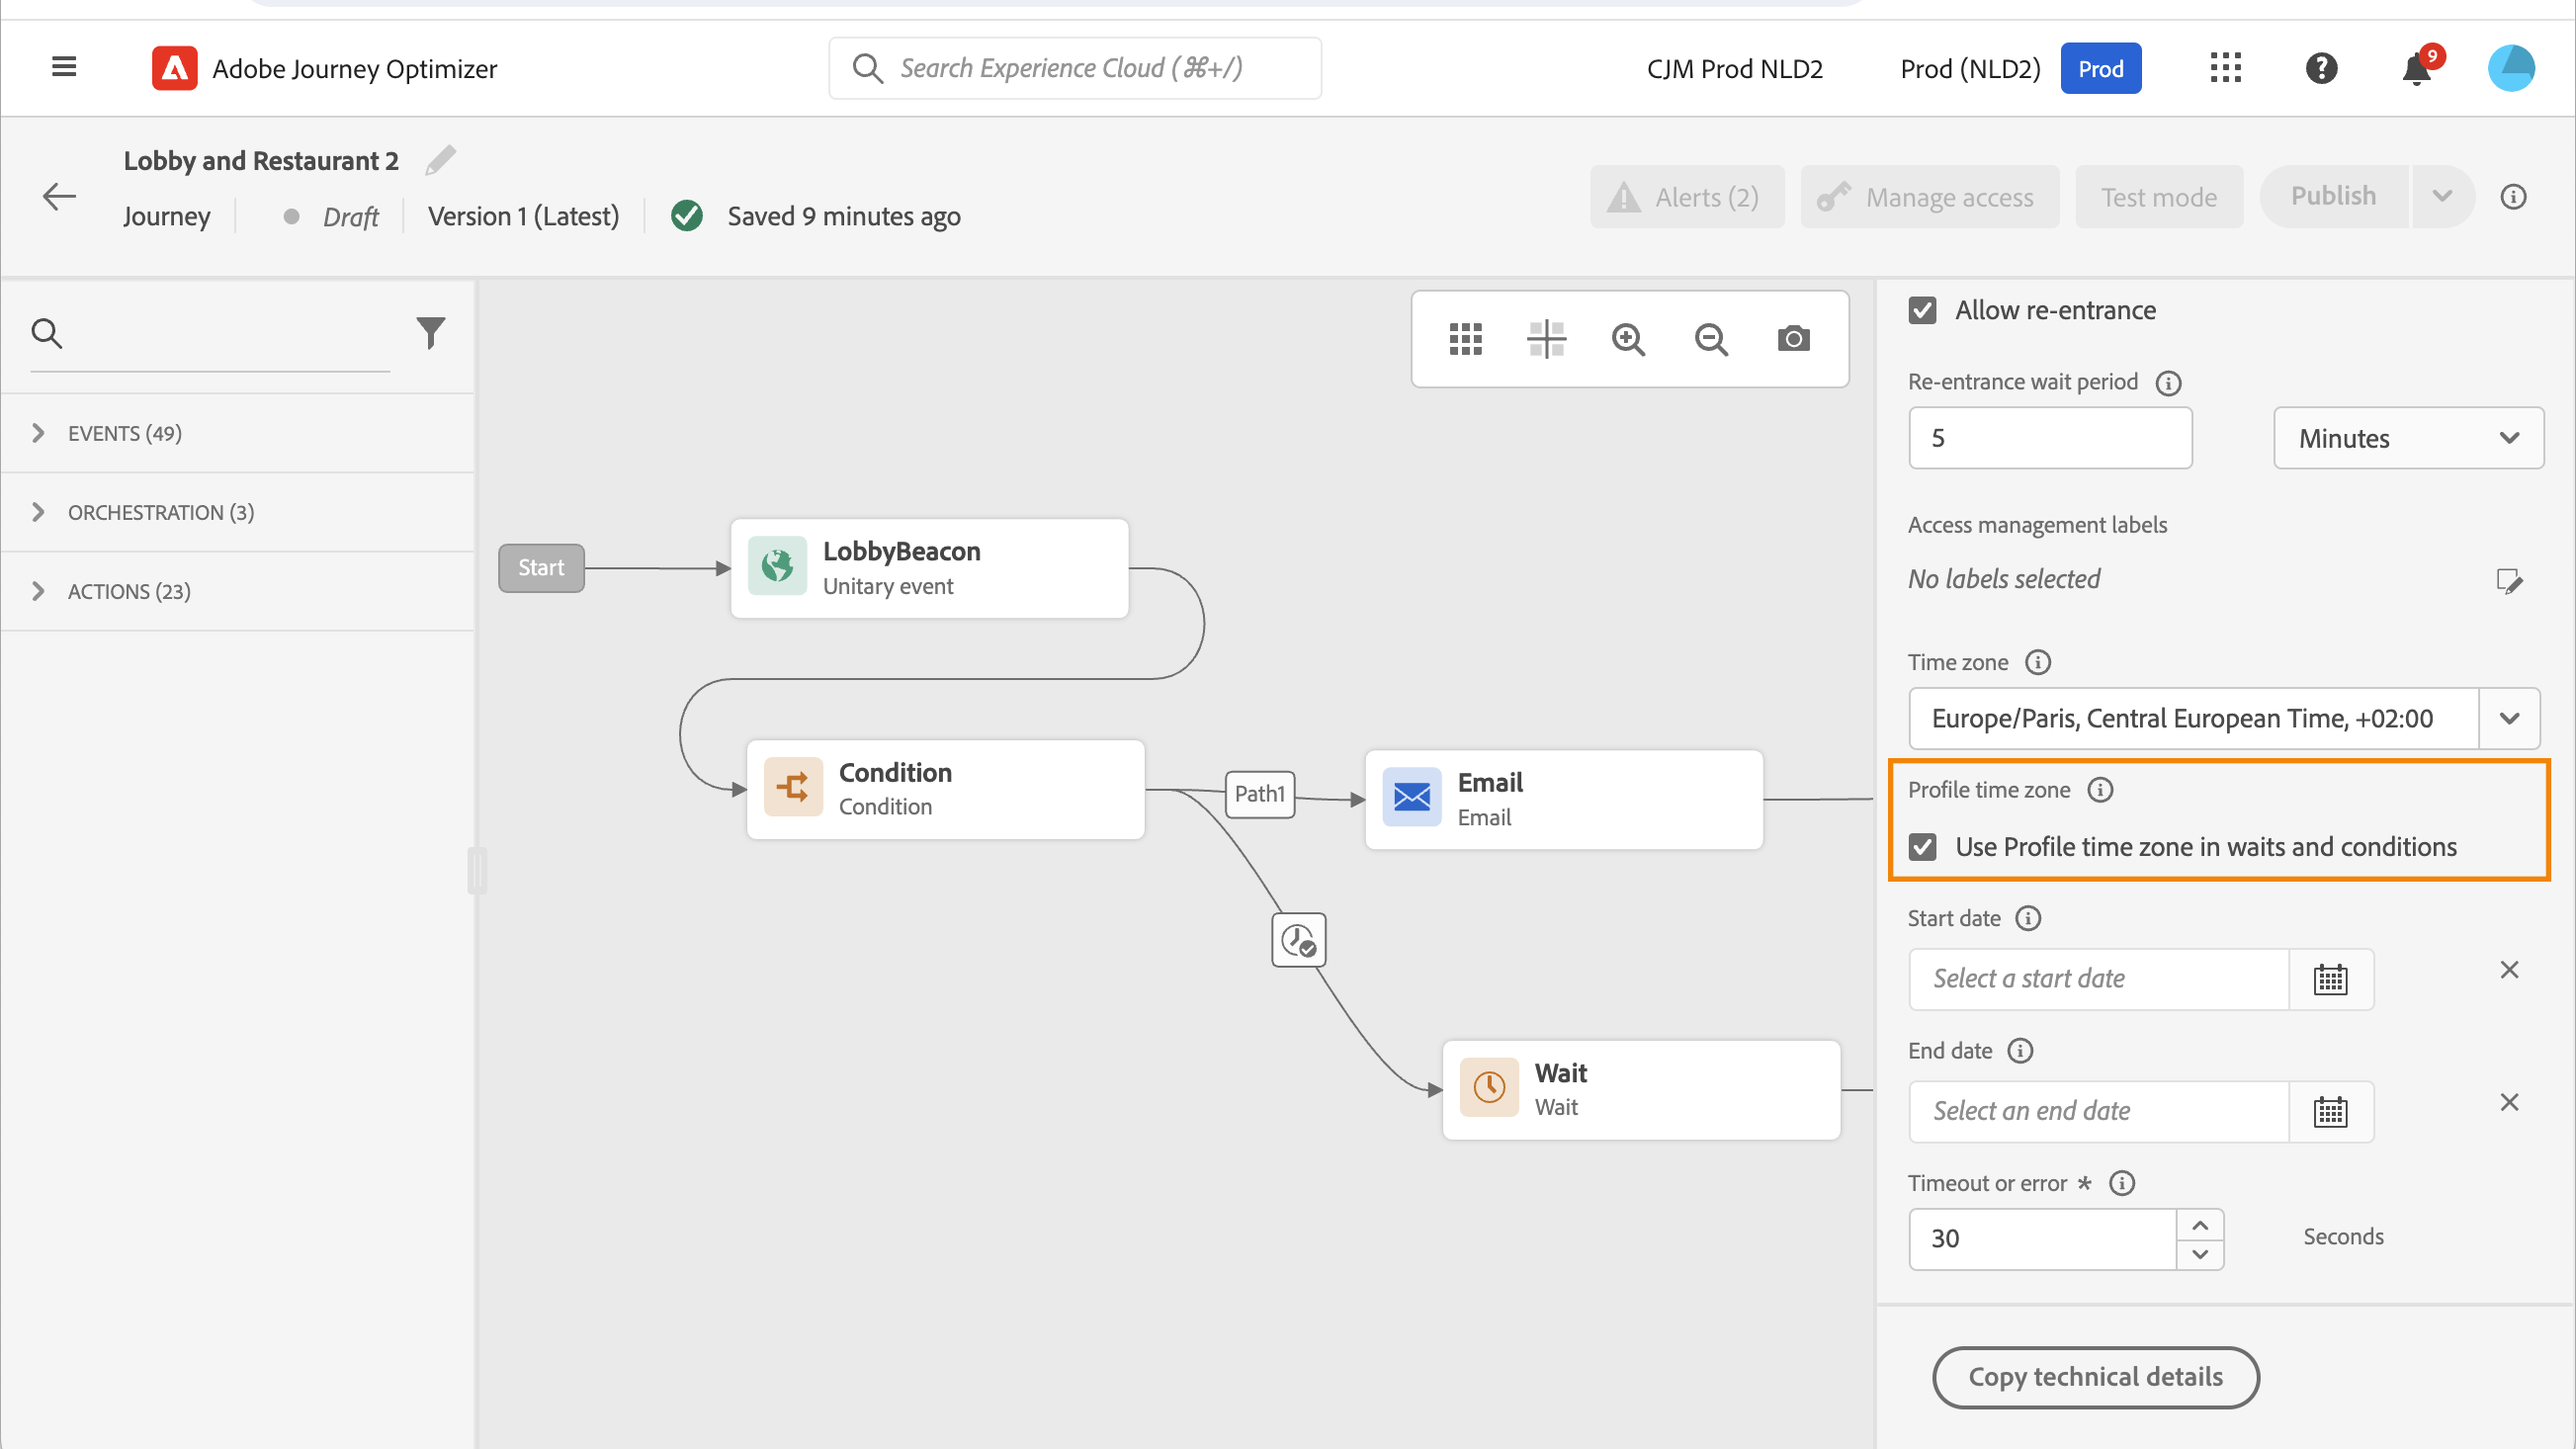 Adobe Journey Optimizer
Search Experience Cloud (⌘+/)
CJM Prod NLD2
Prod (NLD2)
Prod
9
Lobby and Restaurant 2
Journey
Draft
Version 1 (Latest)
Saved 9 minutes ago
Alerts (2)
Manage access
Test mode
Publish
EVENTS (49)
ORCHESTRATION (3)
ACTIONS (23)
Start
LobbyBeacon
Unitary event
Condition
Condition
Path1
Email
Email
Wait
Wait
Allow re-entrance
Re-entrance wait period
5
Minutes
Access management labels
No labels selected
Time zone
Europe/Paris, Central European Time, +02:00
Profile time zone
Use Profile time zone in waits and conditions
Start date
Select a start date
End date
Select an end date
Timeout or error *
30
Seconds
Copy technical details